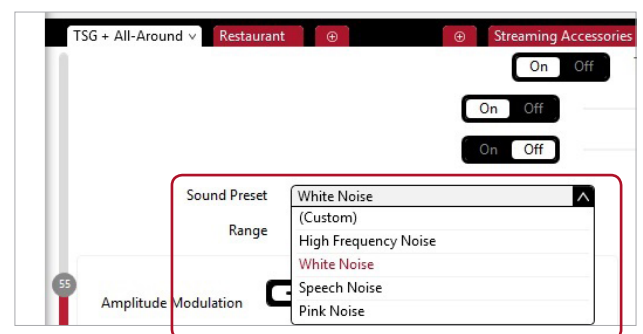 TSG + All-Around Restaurant Streaming Accessories
On Off
On Off
On Off
Sound Preset White Noise
(Custom)
Range
High Frequency Noise
White Noise
55
Speech Noise
Amplitude Modulation
Pink Noise